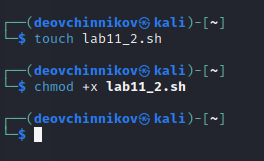 ┌──(deovchinnikov㉿kali)-[~]
└─$ touch lab11_2.sh
┌──(deovchinnikov㉿kali)-[~]
└─$ chmod +x lab11_2.sh
┌──(deovchinnikov㉿kali)-[~]
└─$